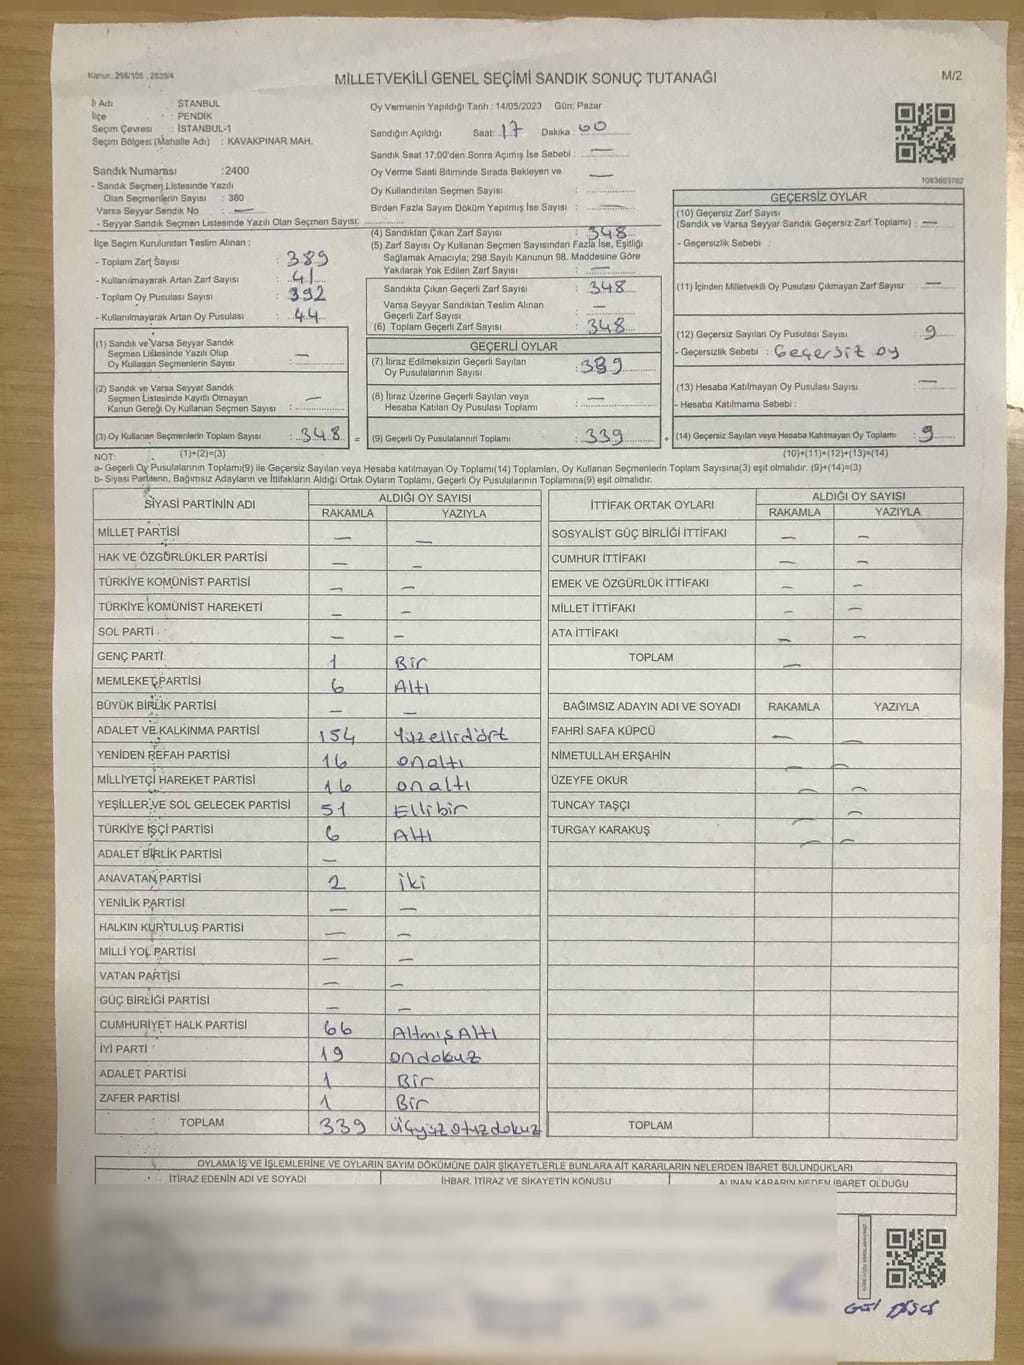 Kanun: 298/105 , 2839/4
MİLLETVEKİLİ GENEL SEÇİMİ SANDIK SONUÇ TUTANAĞI
M/2
İl Adı : İSTANBUL
İlçe : PENDİK
Seçim Çevresi : İSTANBUL-1
Seçim Bölgesi (Mahalle Adı) : KAVAKPINAR MAH.
Sandık Numarası :2400
- Sandık Seçmen Listesinde Yazılı
Olan Seçmenlerin Sayısı : 380
Varsa Seyyar Sandık No : —
- Seyyar Sandık Seçmen Listesinde Yazılı Olan Seçmen Sayısı:
Oy Vermenin Yapıldığı Tarih : 14/05/2023 Gün: Pazar
Sandığın Açıldığı Saat: 17 Dakika : 00
Sandık Saat 17:00'den Sonra Açımış İse Sebebi : —
Oy Verme Saati Bitiminde Sırada Bekleyen ve
Oy Kullandırılan Seçmen Sayısı : —
Birden Fazla Sayım Döküm Yapılmış İse Sayısı : —
1083603762
İlçe Seçim Kurulundan Teslim Alınan :
- Toplam Zarf Sayısı : 389
- Kullanılmayarak Artan Zarf Sayısı : 41
- Toplam Oy Pusulası Sayısı : 392
- Kullanılmayarak Artan Oy Pusulası : 44
(4) Sandıktan Çıkan Zarf Sayısı : 348
(5) Zarf Sayısı Oy Kullanan Seçmen Sayısından Fazla İse, Eşitliği
Sağlamak Amacıyla; 298 Sayılı Kanunun 98. Maddesine Göre
Yakılarak Yok Edilen Zarf Sayısı : —
Sandıkta Çıkan Geçerli Zarf Sayısı : 348
Varsa Seyyar Sandıktan Teslim Alınan
Geçerli Zarf Sayısı : —
(6) Toplam Geçerli Zarf Sayısı : 348
GEÇERSİZ OYLAR
(10) Geçersiz Zarf Sayısı
(Sandık ve Varsa Seyyar Sandık Geçersiz Zarf Toplamı) : —
- Geçersizlik Sebebi :
(11) İçinden Milletvekili Oy Pusulası Çıkmayan Zarf Sayısı : —
(12) Geçersiz Sayılan Oy Pusulası Sayısı : 9
- Geçersizlik Sebebi : Geçersiz oy
(13) Hesaba Katılmayan Oy Pusulası Sayısı : —
- Hesaba Katılmama Sebebi :
(14) Geçersiz Sayılan veya Hesaba Katılmayan Oy Toplamı : 9
(10)+(11)+(12)+(13)=(14)
(1) Sandık ve Varsa Seyyar Sandık
Seçmen Listesinde Yazılı Olup
Oy Kullanan Seçmenlerin Sayısı : —
(2) Sandık ve Varsa Seyyar Sandık
Seçmen Listesinde Kayıtlı Olmayan
Kanun Gereği Oy Kullanan Seçmen Sayısı : —
(3) Oy Kullanan Seçmenlerin Toplam Sayısı : 348 =
(1)+(2)=(3)
GEÇERLİ OYLAR
(7) İtiraz Edilmeksizin Geçerli Sayılan
Oy Pusulalarının Sayısı : 339
(8) İtiraz Üzerine Geçerli Sayılan veya
Hesaba Katılan Oy Pusulası Toplamı : —
(9) Geçerli Oy Pusulalarının Toplamı : 339 +
NOT:
a- Geçerli Oy Pusulalarının Toplamı(9) ile Geçersiz Sayılan veya Hesaba katılmayan Oy Toplamı(14) Toplamları, Oy Kullanan Seçmenlerin Toplam Sayısına(3) eşit olmalıdır. (9)+(14)=(3)
b- Siyasi Partilerin, Bağımsız Adayların ve İttifakların Aldığı Ortak Oyların Toplamı, Geçerli Oy Pusulalarının Toplamına(9) eşit olmalıdır.
SİYASİ PARTİNİN ADI ALDIĞI OY SAYISI
RAKAMLA YAZIYLA
MİLLET PARTİSİ — —
HAK VE ÖZGÜRLÜKLER PARTİSİ — —
TÜRKİYE KOMÜNİST PARTİSİ — —
TÜRKİYE KOMÜNİST HAREKETİ — —
SOL PARTİ — —
GENÇ PARTİ 1 Bir
MEMLEKET PARTİSİ 6 Altı
BÜYÜK BİRLİK PARTİSİ — —
ADALET VE KALKINMA PARTİSİ 154 Yüzellidört
YENİDEN REFAH PARTİSİ 16 onaltı
MİLLİYETÇİ HAREKET PARTİSİ 16 onaltı
YEŞİLLER VE SOL GELECEK PARTİSİ 51 Ellibir
TÜRKİYE İŞÇİ PARTİSİ 6 Altı
ADALET BİRLİK PARTİSİ —
ANAVATAN PARTİSİ 2 iki
YENİLİK PARTİSİ — —
HALKIN KURTULUŞ PARTİSİ — —
MİLLİ YOL PARTİSİ — —
VATAN PARTİSİ — —
GÜÇ BİRLİĞİ PARTİSİ — —
CUMHURİYET HALK PARTİSİ 66 AltmışAltı
İYİ PARTİ 19 ondokuz
ADALET PARTİSİ 1 Bir
ZAFER PARTİSİ 1 Bir
TOPLAM 339 üçyüzotuzdokuz
İTTİFAK ORTAK OYLARI ALDIĞI OY SAYISI
RAKAMLA YAZIYLA
SOSYALİST GÜÇ BİRLİĞİ İTTİFAKI — —
CUMHUR İTTİFAKI — —
EMEK VE ÖZGÜRLÜK İTTİFAKI — —
MİLLET İTTİFAKI — —
ATA İTTİFAKI — —
TOPLAM —
BAĞIMSIZ ADAYIN ADI VE SOYADI RAKAMLA YAZIYLA
FAHRİ SAFA KÜPCÜ — —
NİMETULLAH ERŞAHİN — —
ÜZEYFE OKUR — —
TUNCAY TAŞÇI — —
TURGAY KARAKUŞ — —
TOPLAM
OYLAMA İŞ VE İŞLEMLERİNE VE OYLARIN SAYIM DÖKÜMÜNE DAİR ŞİKAYETLERLE BUNLARA AİT KARARLARIN NELERDEN İBARET BULUNDUKLARI
İTİRAZ EDENİN ADI VE SOYADI İHBAR, İTİRAZ VE ŞİKAYETİN KONUSU ALINAN KARARIN NEDEN İBARET OLDUĞU